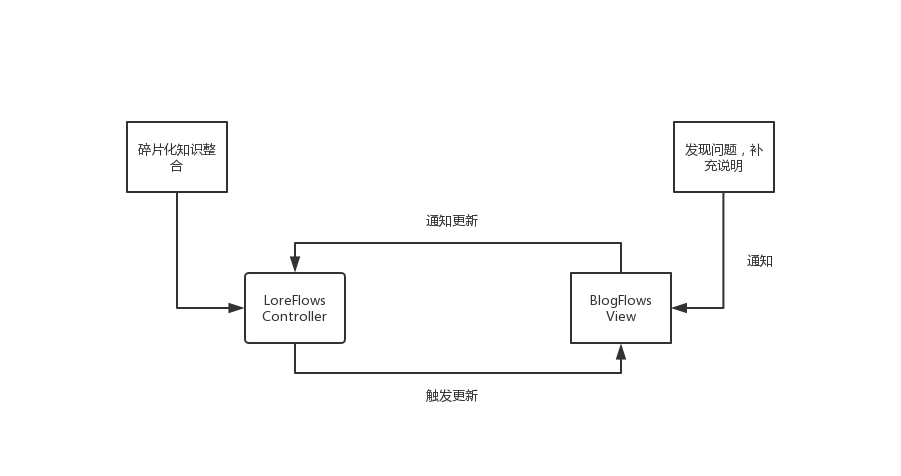 碎片化知识整
合
发现问题，补
充说明
通知更新
通知
LoreFlows
Controller
BlogFlows
View
触发更新